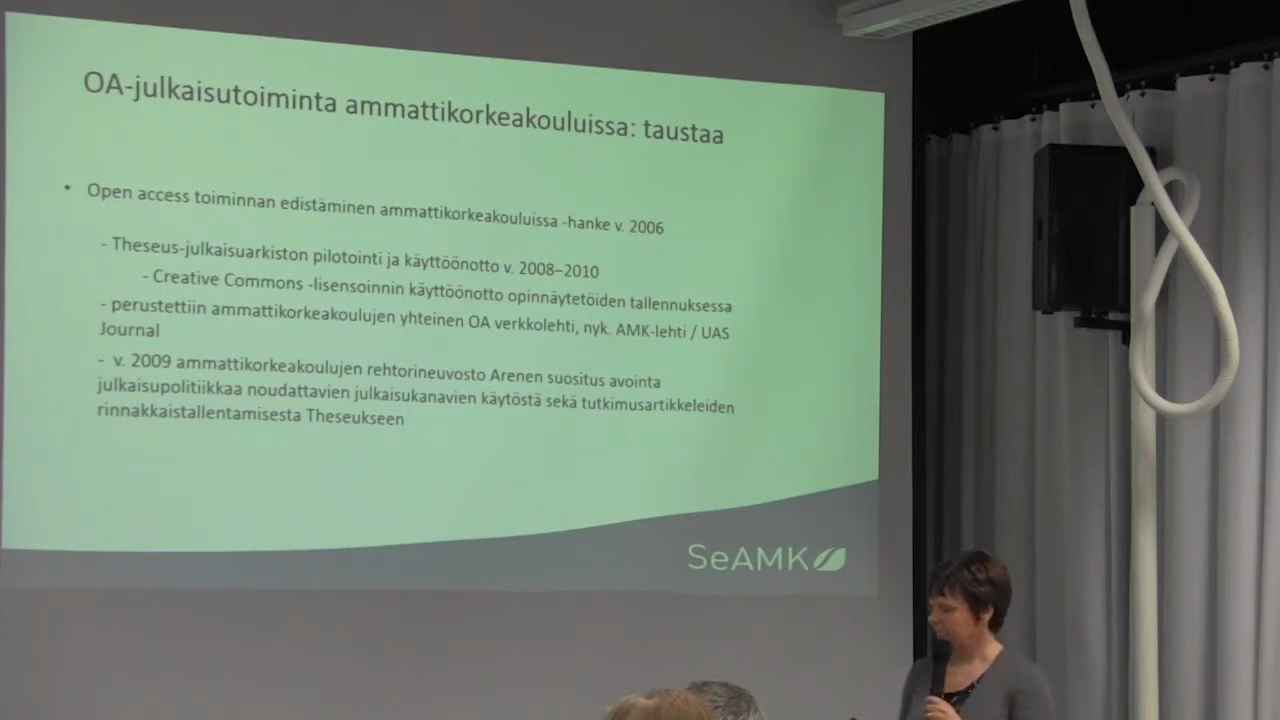 OA-julkaisutoiminta ammattikorkeakouluissa: taustaa
• Open access toiminnan edistäminen ammattikorkeakouluissa -hanke v. 2006
- Theseus-julkaisuarkiston pilotointi ja käyttöönotto v. 2008–2010
- Creative Commons -lisensoinnin käyttöönotto opinnäytetöiden tallennuksessa
- perustettiin ammattikorkeakoulujen yhteinen OA verkkolehti, nyk. AMK-lehti / UAS
Journal
- v. 2009 ammattikorkeakoulujen rehtorineuvosto Arenen suositus avointa
julkaisupolitiikkaa noudattavien julkaisukanavien käytöstä sekä tutkimusartikkeleiden
rinnakkaistallentamisesta Theseukseen
SeAMK